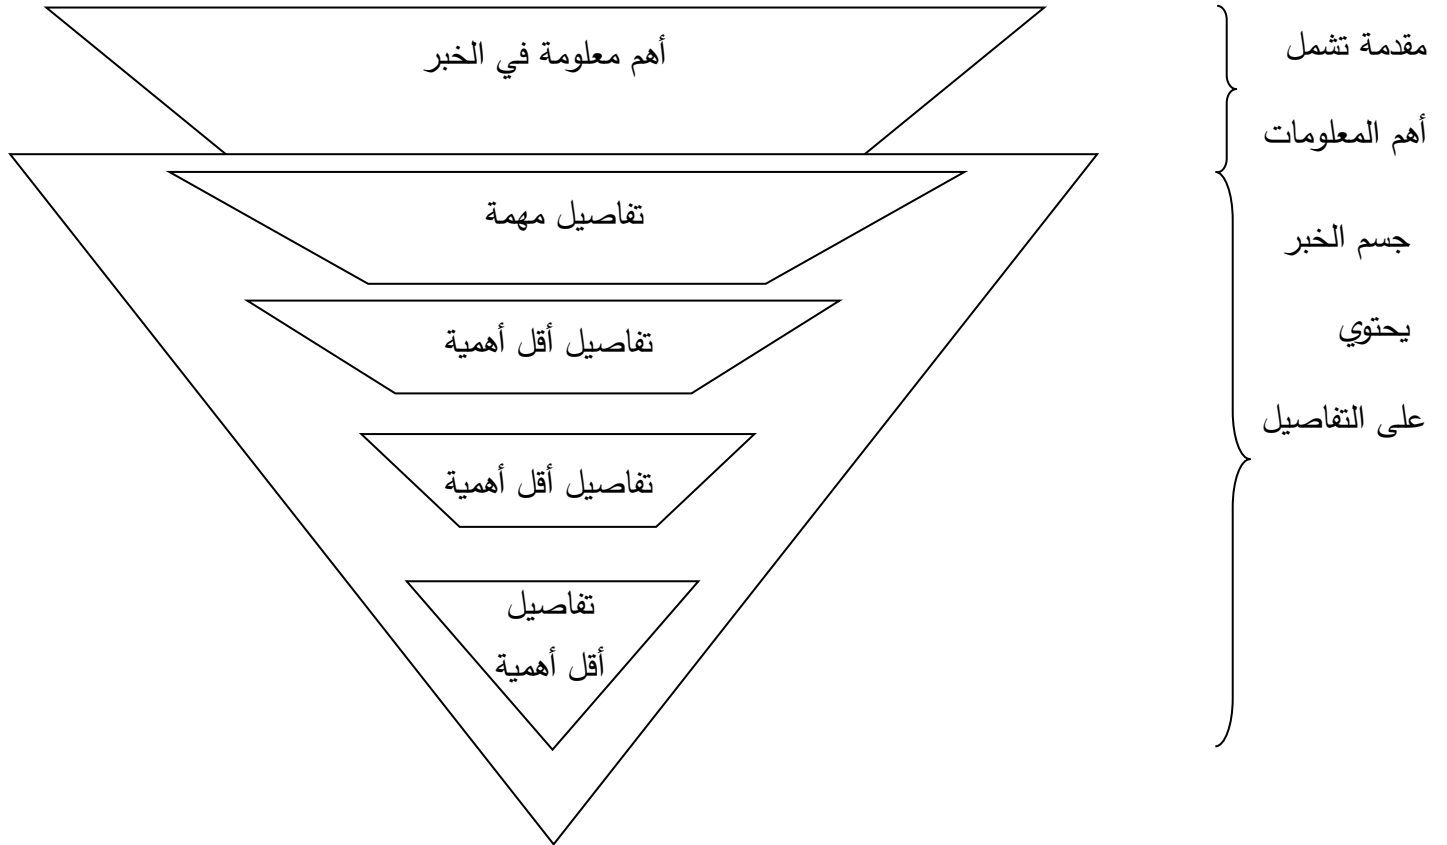 أهم معلومة في الخبر
تفاصيل مهمة
تفاصيل أقل أهمية
تفاصيل أقل أهمية
تفاصيل
أقل أهمية
مقدمة تشمل
أهم المعلومات
جسم الخبر
يحتوي
على التفاصيل